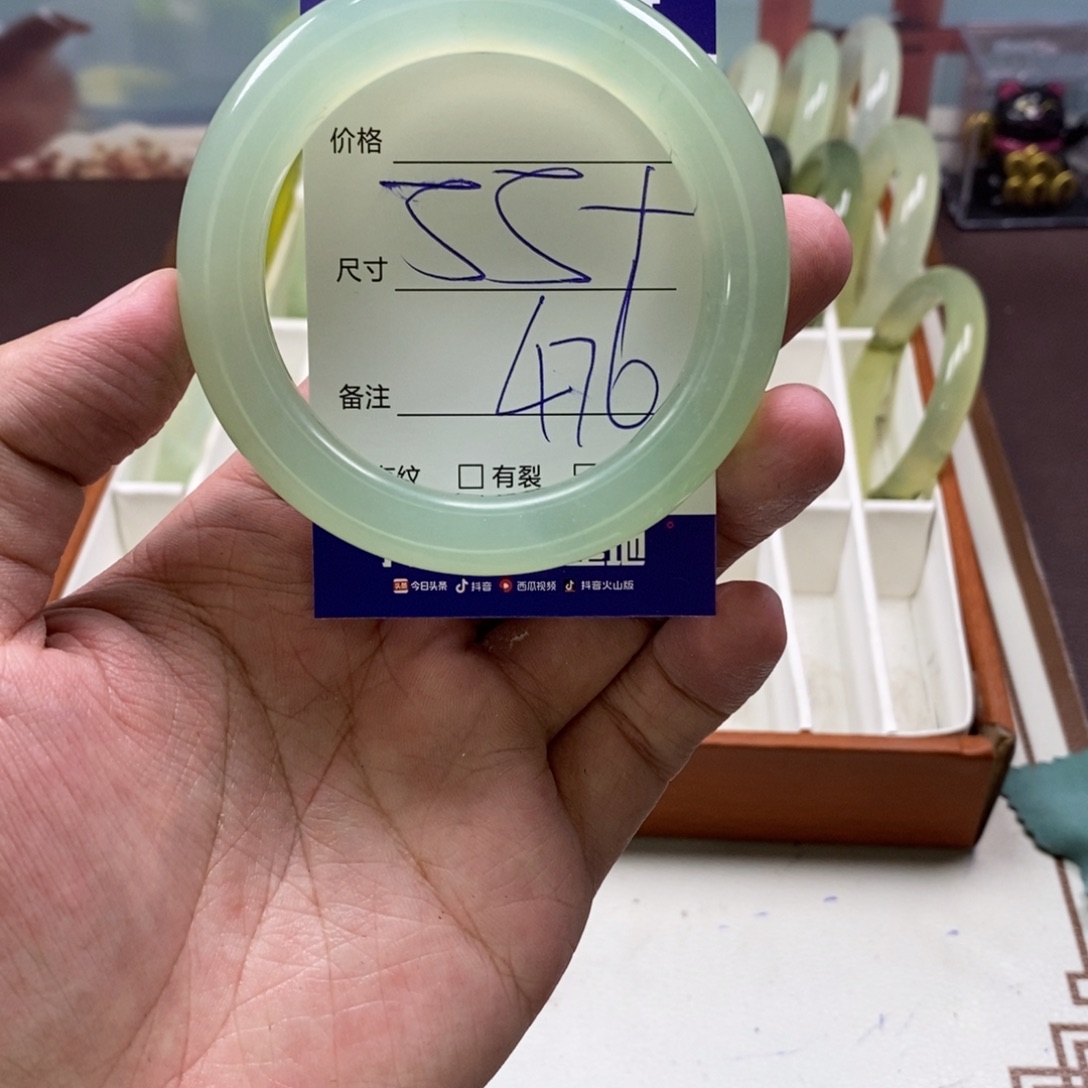 价格
55+
尺寸
476
备注
纹 □ 有裂 □
今日头条 抖音 西瓜视频 抖音火山版